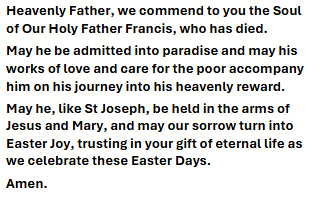 Heavenly Father, we commend to you the Soul
of Our Holy Father Francis, who has died.
May he be admitted into paradise and may his
works of love and care for the poor accompany
him on his journey into his heavenly reward.
May he, like St Joseph, be held in the arms of
Jesus and Mary, and may our sorrow turn into
Easter Joy, trusting in your gift of eternal life as
we celebrate these Easter Days.
Amen.